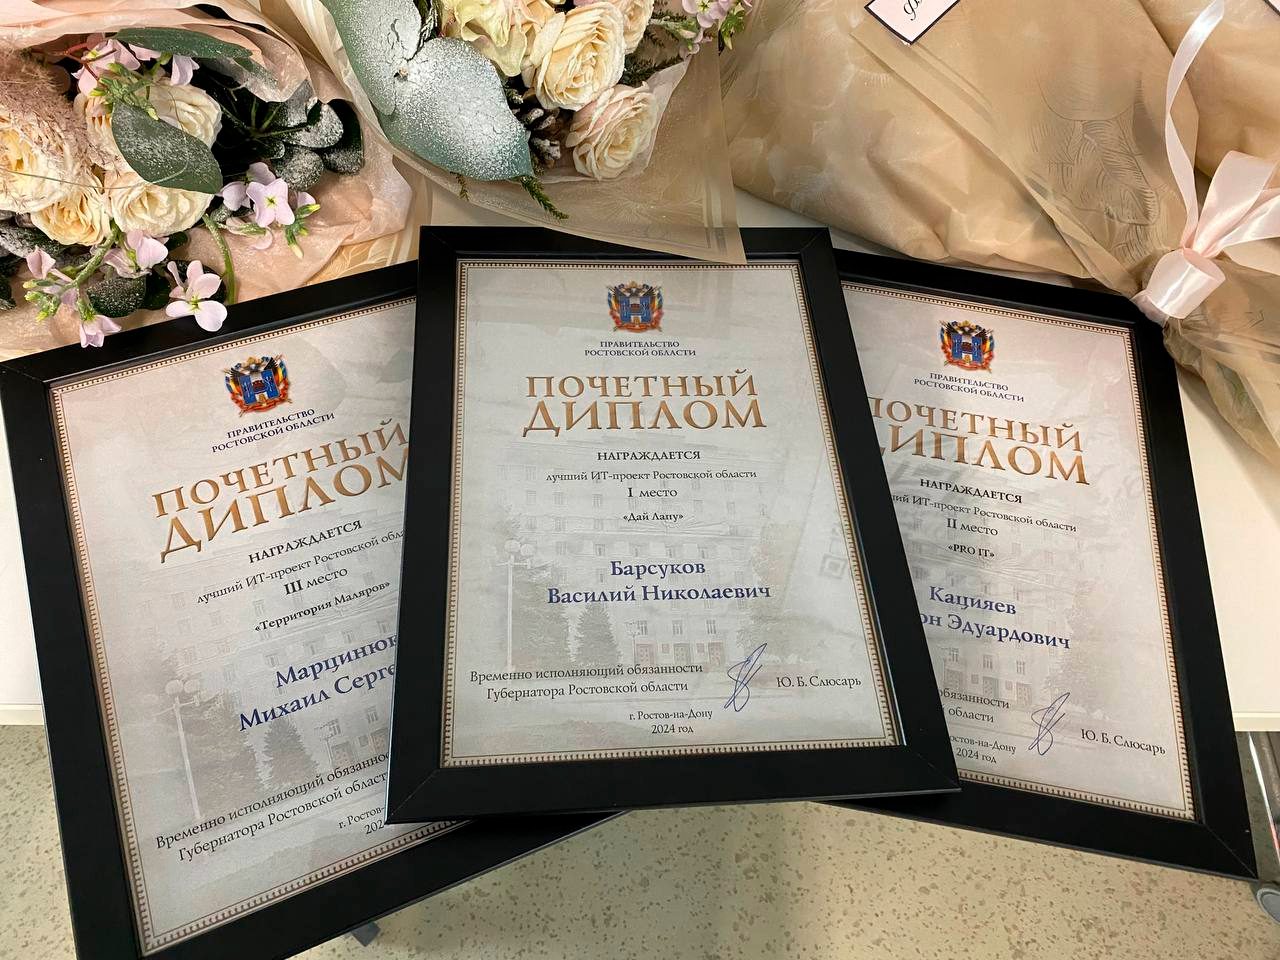 ПРАВИТЕЛЬСТВО
РОСТОВСКОЙ ОБЛАСТИ
ПОЧЕТНЫЙ
ДИПЛОМ
НАГРАЖДАЕТСЯ
лучший ИТ-проект Ростовской
III место
«Территория Маляров»
Михаил
Временно исполняющий
Губернатора Ростовской
г.
ПРАВИТЕЛЬСТВО
РОСТОВСКОЙ ОБЛАСТИ
ПОЧЕТНЫЙ
ДИПЛОМ
НАГРАЖДАЕТСЯ
лучший ИТ-проект Ростовской области
I место
«Дай Лапу»
Барсуков
Василий Николаевич
Временно исполняющий обязанности
Губернатора Ростовской области
Ю. Б. Слюсарь
г. Ростов-на-Дону
2024 год
ПРАВИТЕЛЬСТВО
РОСТОВСКОЙ ОБЛАСТИ
ПОЧЕТНЫЙ
ДИПЛОМ
НАГРАЖДАЕТСЯ
ИТ-проект Ростовской области
II место
«PRO IT»
Кацияев
Эдуардович
обязанности
области
Ю. Б. Слюсарь
2024 год